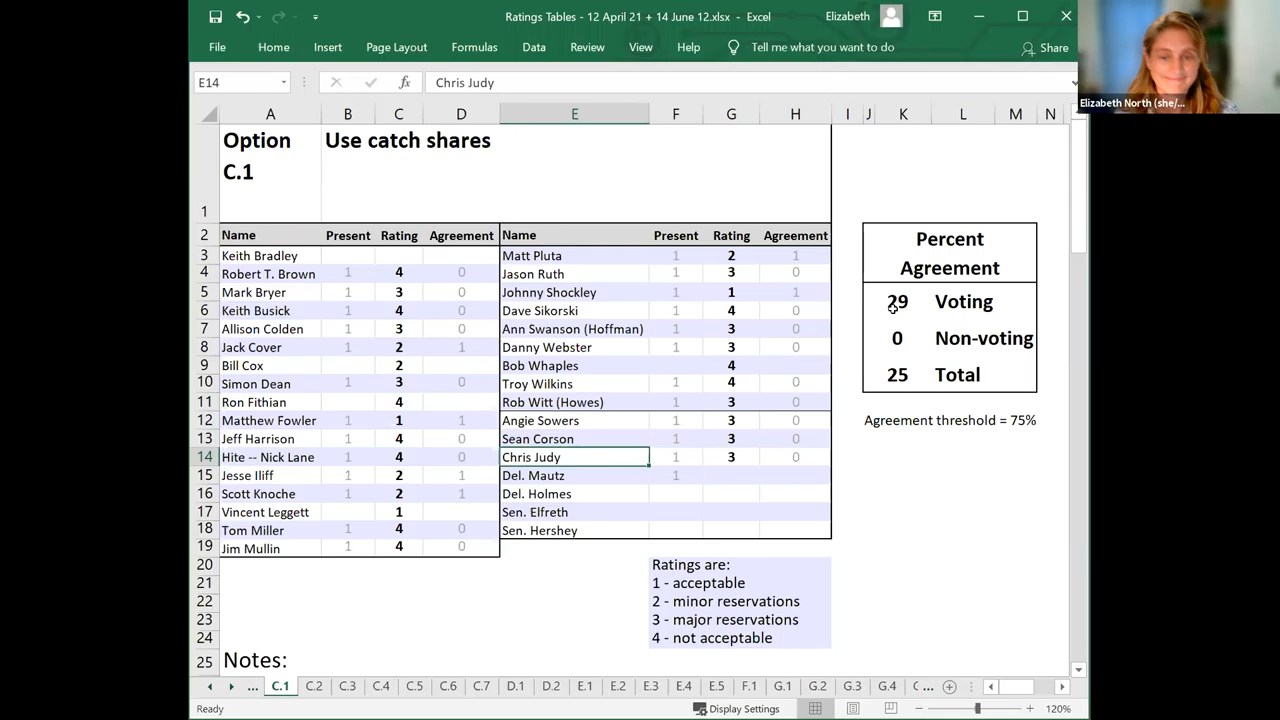 Ratings Tables - 12 April 21 + 14 June 12.xlsx - Excel
Elizabeth
File Home Insert Page Layout Formulas Data Review View Help Tell me what you want to do Share
Elizabeth North (she/...
E14 fx Chris Judy
A B C D E F G H I J K L M N
Option C.1 Use catch shares
1
2 Name Present Rating Agreement Name Present Rating Agreement
3 Keith Bradley Matt Pluta 1 2 1
4 Robert T. Brown 1 4 0 Jason Ruth 1 3 0
5 Mark Bryer 1 3 0 Johnny Shockley 1 1 1
6 Keith Busick 1 4 0 Dave Sikorski 1 4 0
7 Allison Colden 1 3 0 Ann Swanson (Hoffman) 1 3 0
8 Jack Cover 1 2 1 Danny Webster 1 3 0
9 Bill Cox 2 Bob Whaples 4
10 Simon Dean 1 3 0 Troy Wilkins 1 4 0
11 Ron Fithian 4 Rob Witt (Howes) 1 3 0
12 Matthew Fowler 1 1 1 Angie Sowers 1 3 0
13 Jeff Harrison 1 4 0 Sean Corson 1 3 0
14 Hite -- Nick Lane 1 4 0 Chris Judy 1 3 0
15 Jesse Iliff 1 2 1 Del. Mautz 1
16 Scott Knoche 1 2 1 Del. Holmes
17 Vincent Leggett 1 Sen. Elfreth
18 Tom Miller 1 4 0 Sen. Hershey
19 Jim Mullin 1 4 0
Percent
Agreement
29 Voting
0 Non-voting
25 Total
Agreement threshold = 75%
20 Ratings are:
21 1 - acceptable
22 2 - minor reservations
23 3 - major reservations
24 4 - not acceptable
25 Notes:
... C.1 C.2 C.3 C.4 C.5 C.6 C.7 D.1 D.2 E.1 E.2 E.3 E.4 E.5 F.1 G.1 G.2 G.3 G.4 ...
Ready Display Settings 120%